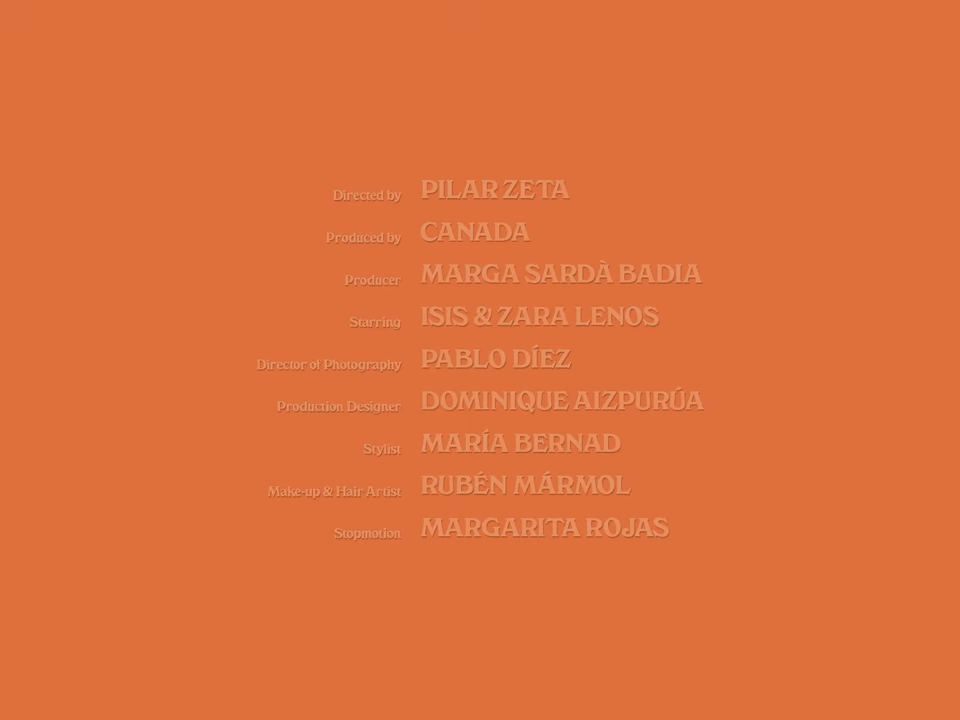 Directed by PILAR ZETA
Produced by CANADA
Producer MARGA SARDÀ BADIA
Starring ISIS & ZARA LENOS
Director of Photography PABLO DÍEZ
Production Designer DOMINIQUE AIZPURÚA
Stylist MARÍA BERNAD
Make-up & Hair Artist RUBÉN MÁRMOL
Stopmotion MARGARITA ROJAS